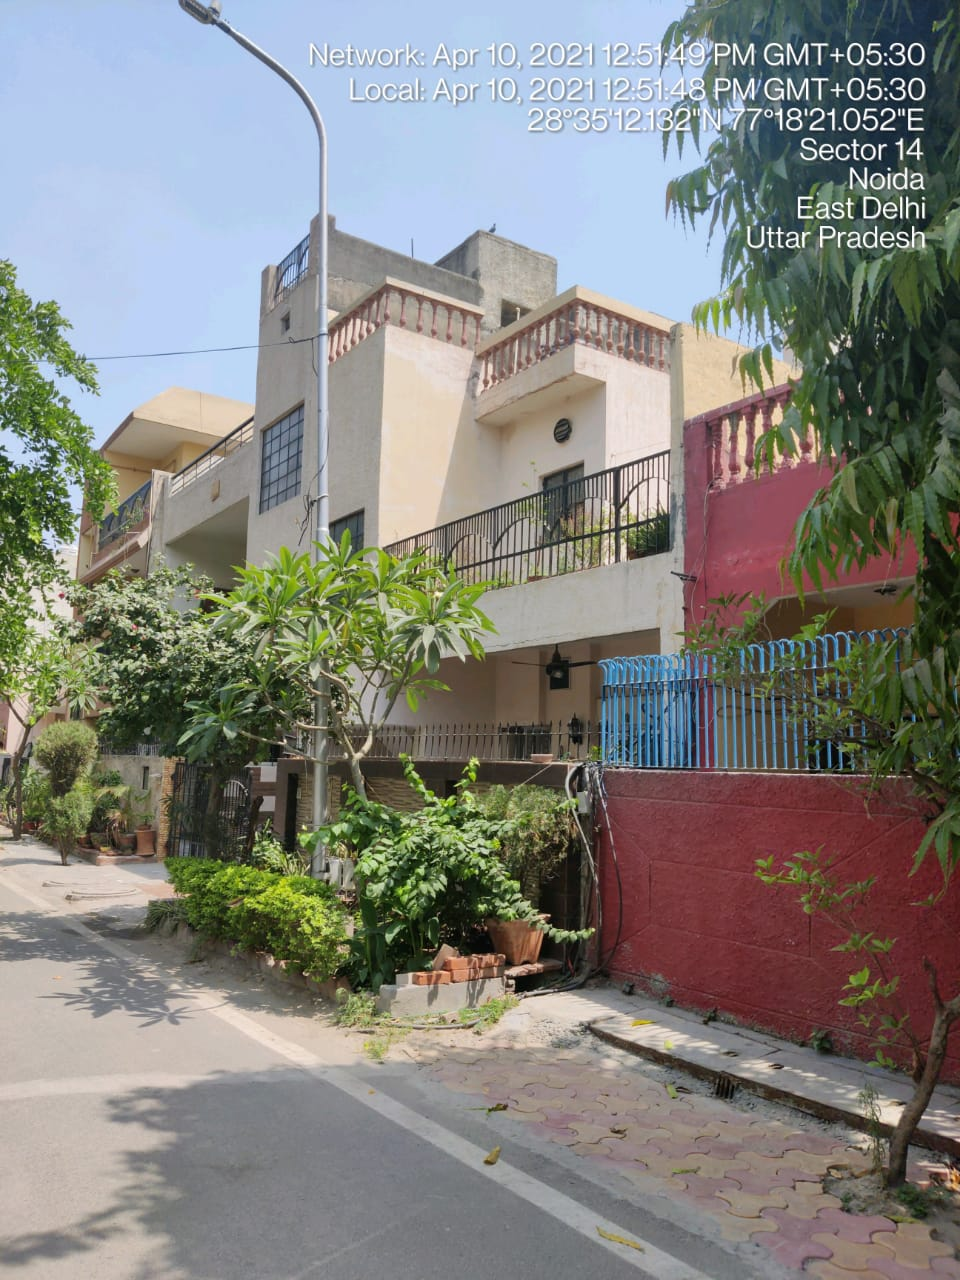 Network: Apr 10, 2021 12:51:49 PM GMT+05:30
Local: Apr 10, 2021 12:51:48 PM GMT+05:30
28°35'12.132"N 77°18'21.052"E
Sector 14
Noida
East Delhi
Uttar Pradesh